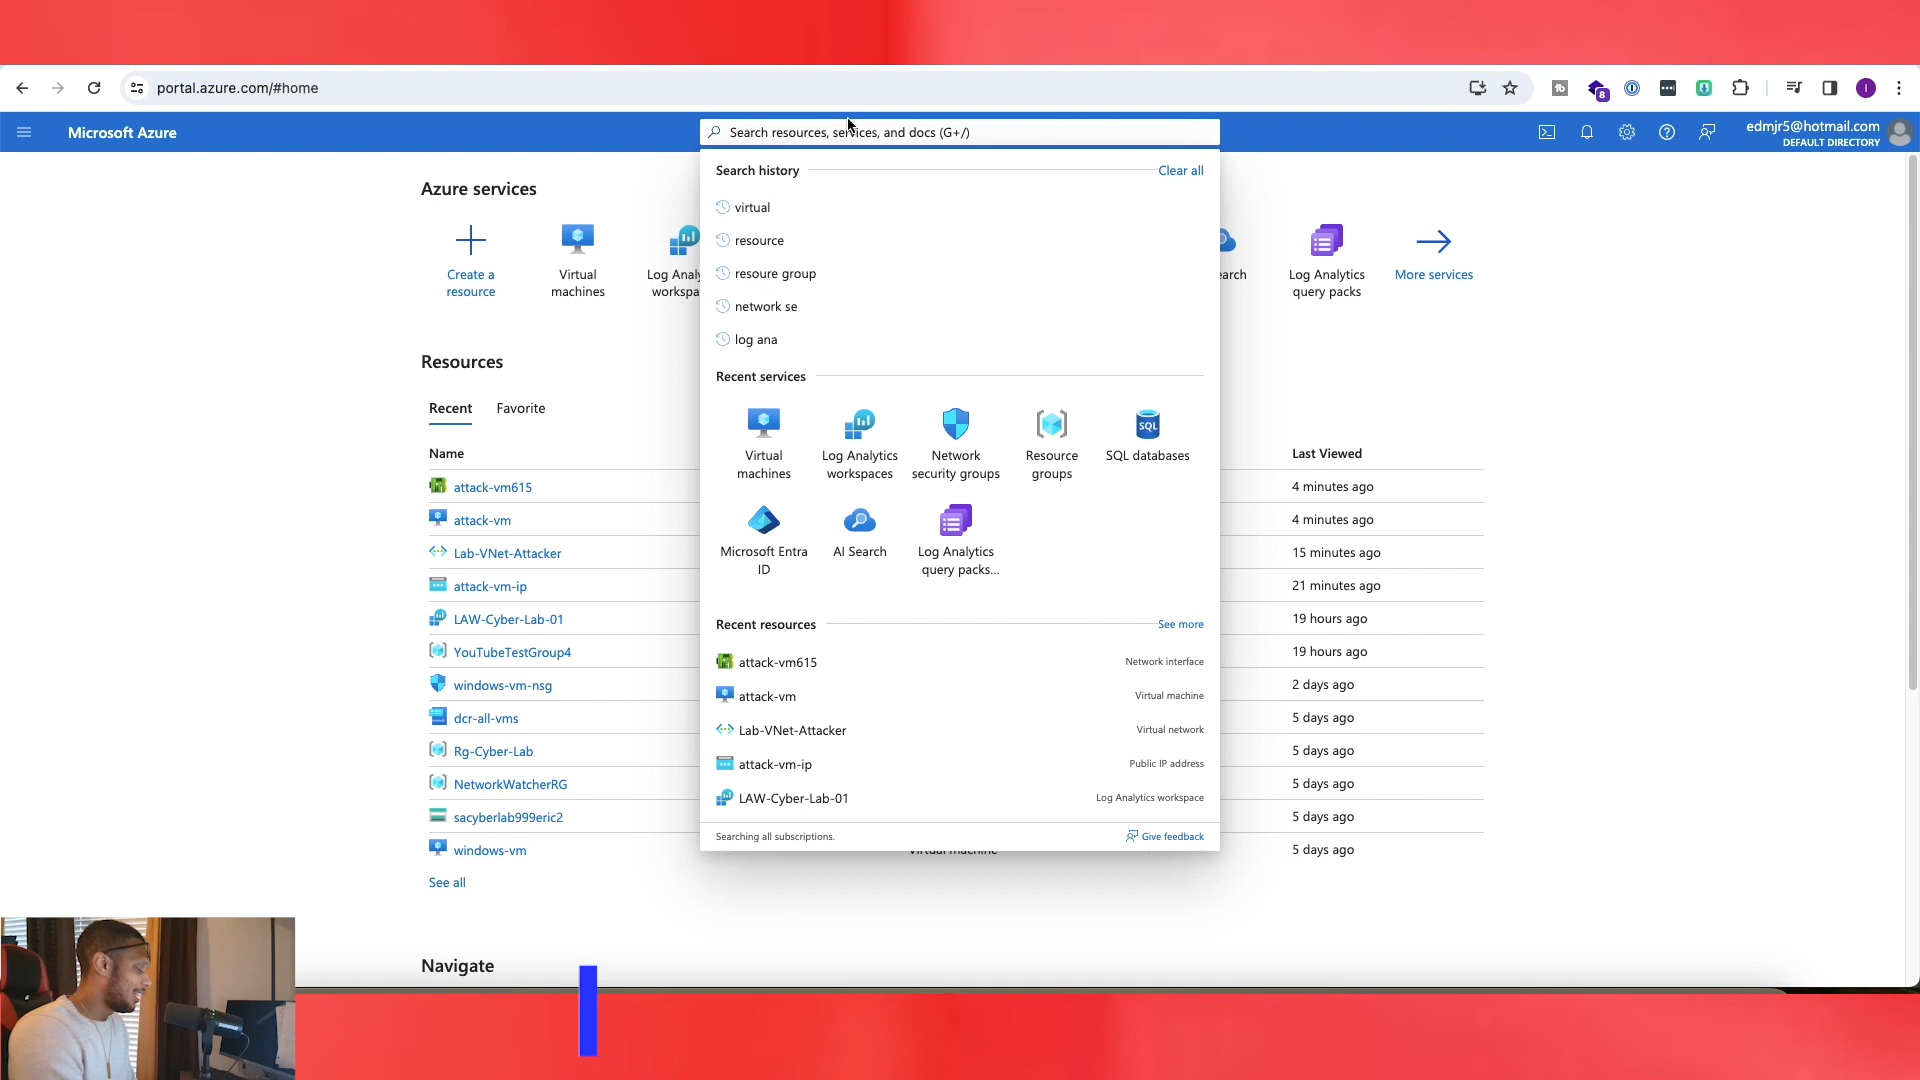 portal.azure.com/#home
8
I
Microsoft Azure
Search resources, services, and docs (G+/)
edmjr5@hotmail.com
DEFAULT DIRECTORY
Azure services
Create a
resource
Virtual
machines
Log Analy
workspa
earch
Log Analytics
query packs
More services
Search history
Clear all
virtual
resource
resoure group
network se
log ana
Recent services
Virtual
machines
Log Analytics
workspaces
Network
security groups
Resource
groups
SQL
SQL databases
Microsoft Entra
ID
AI Search
Log Analytics
query packs...
Recent resources
See more
attack-vm615
Network interface
attack-vm
Virtual machine
Lab-VNet-Attacker
Virtual network
attack-vm-ip
Public IP address
LAW-Cyber-Lab-01
Log Analytics workspace
Searching all subscriptions.
Give feedback
Resources
Recent
Favorite
Name
Last Viewed
attack-vm615
4 minutes ago
attack-vm
4 minutes ago
Lab-VNet-Attacker
15 minutes ago
attack-vm-ip
21 minutes ago
LAW-Cyber-Lab-01
19 hours ago
YouTubeTestGroup4
19 hours ago
windows-vm-nsg
2 days ago
dcr-all-vms
5 days ago
Rg-Cyber-Lab
5 days ago
NetworkWatcherRG
5 days ago
sacyberlab999eric2
5 days ago
windows-vm
Virtual machine
5 days ago
See all
Navigate